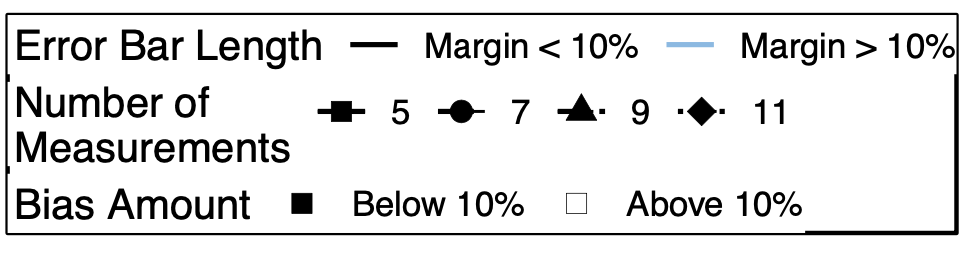 Error Bar Length Margin < 10% Margin > 10%
Number of
Measurements 5 7 9 11
Bias Amount Below 10% Above 10%